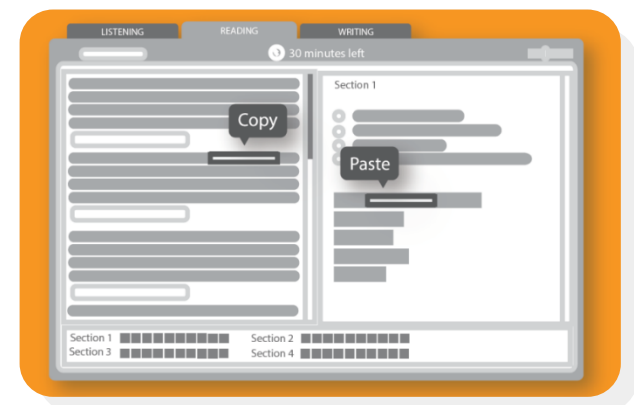 LISTENING READING WRITING
30 minutes left
Section 1
Copy
Paste
Section 1 Section 2
Section 3 Section 4